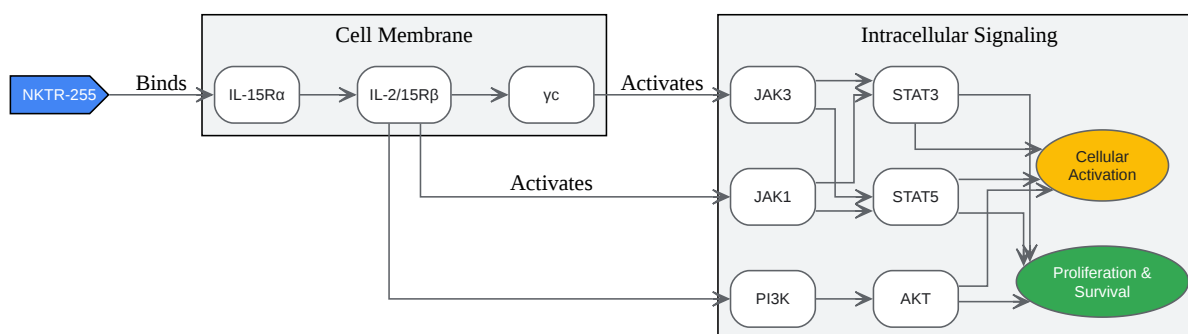 Cell Membrane
Intracellular Signaling
NKTR-255
Binds
IL-15Rα
IL-2/15Rβ
γc
Activates
JAK3
STAT3
Cellular
Activation
Activates
JAK1
STAT5
PI3K
AKT
Proliferation &
Survival